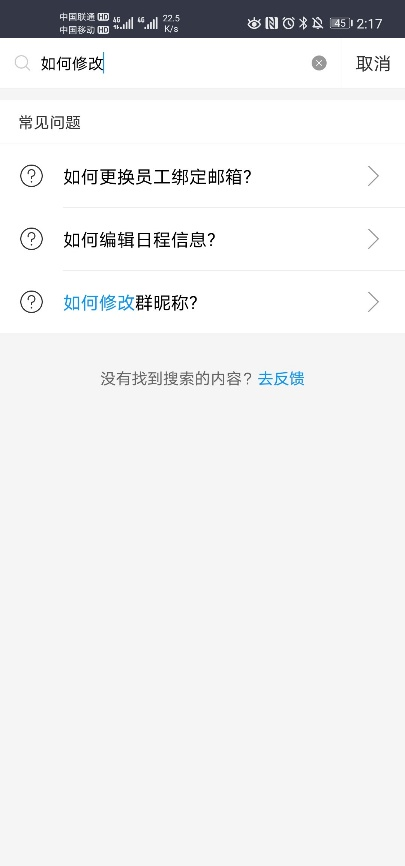 中国联通 HD 4G 4G 22.5
中国移动 HD K/s 45 2:17
如何修改 取消
常见问题
如何更换员工绑定邮箱?
如何编辑日程信息?
如何修改群昵称?
没有找到搜索的内容？去反馈